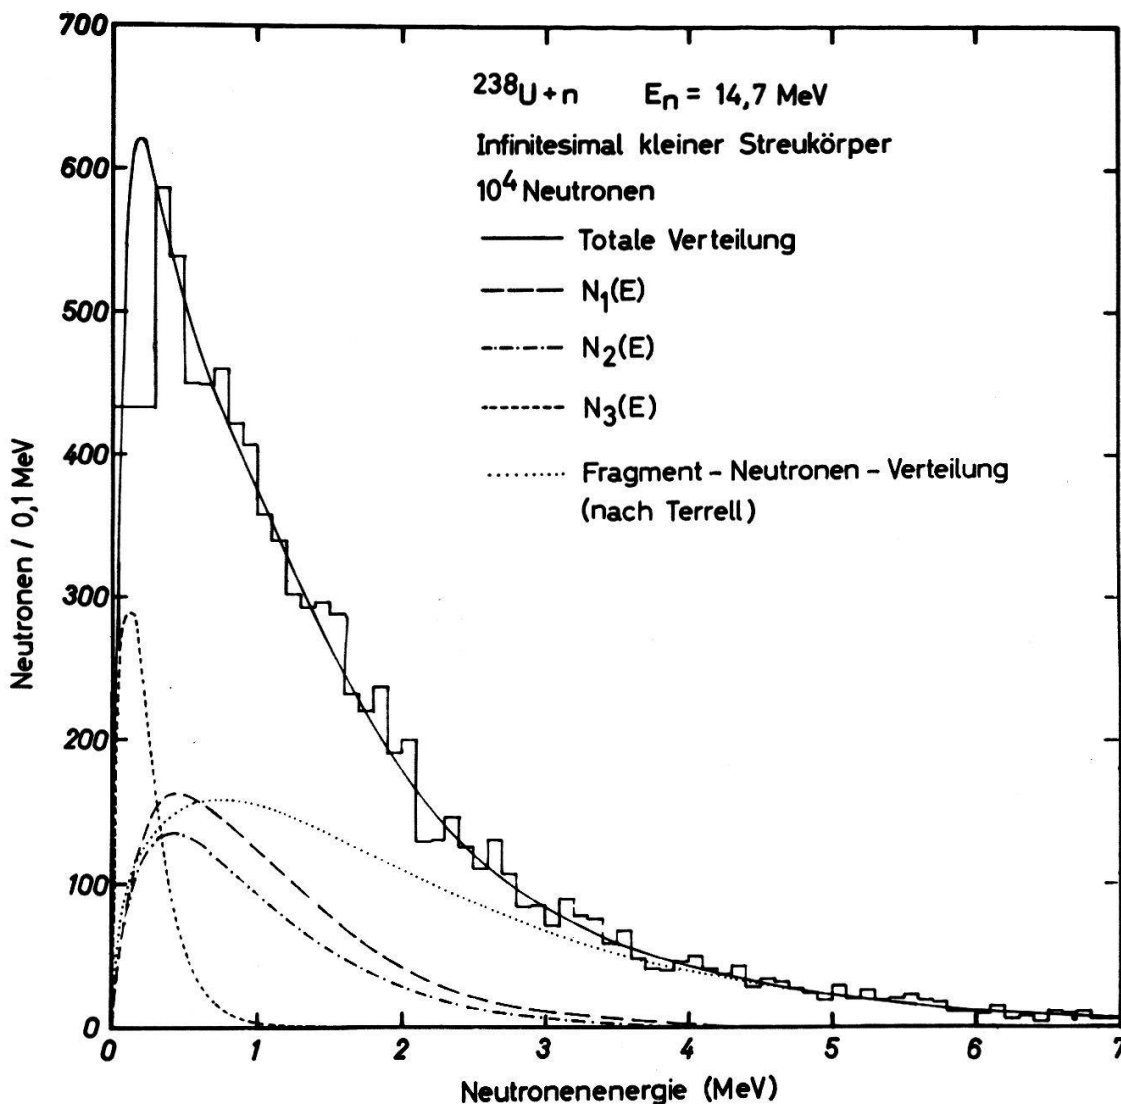 700
600
500
400
300
200
100
0
Neutronen / 0,1 MeV
²³⁸U+n Eₙ = 14,7 MeV
Infinitesimal kleiner Streukörper
10⁴ Neutronen
Totale Verteilung
N₁(E)
N₂(E)
N₃(E)
Fragment - Neutronen - Verteilung
(nach Terrell)
0 1 2 3 4 5 6 7
Neutronenenergie (MeV)